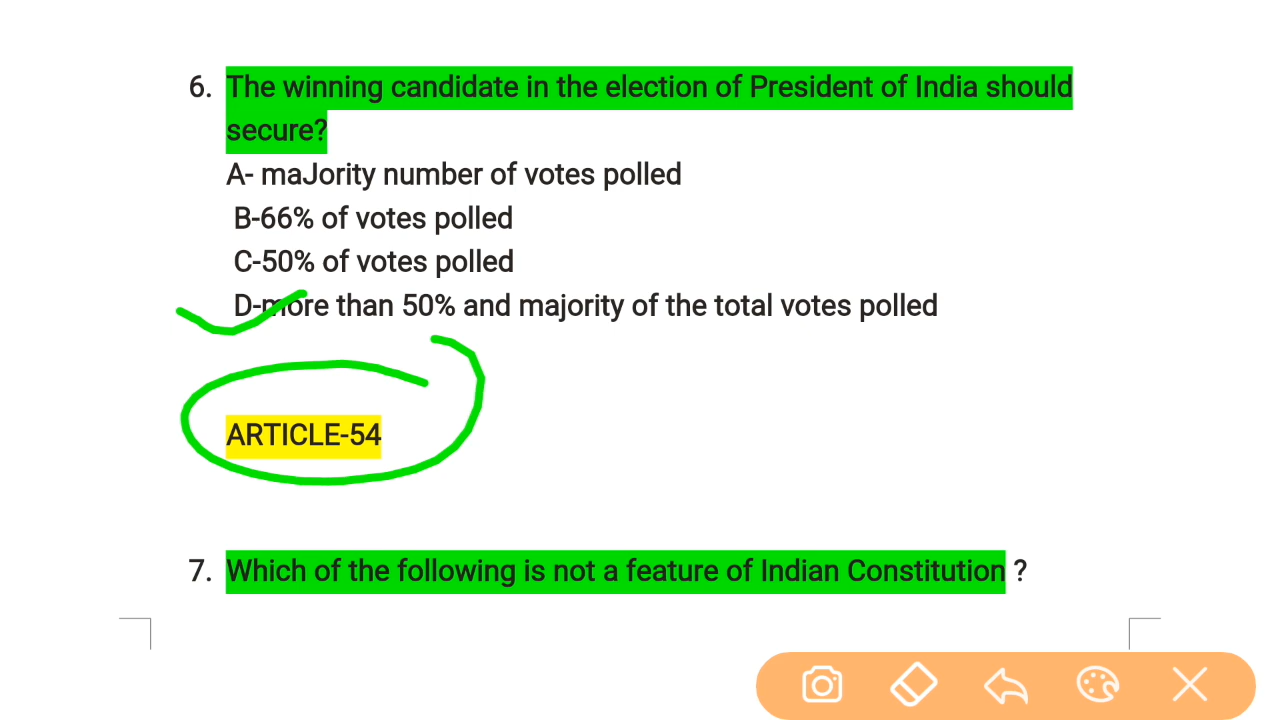 6. The winning candidate in the election of President of India should
secure?
A- maJority number of votes polled
B-66% of votes polled
C-50% of votes polled
D-more than 50% and majority of the total votes polled
ARTICLE-54
7. Which of the following is not a feature of Indian Constitution ?